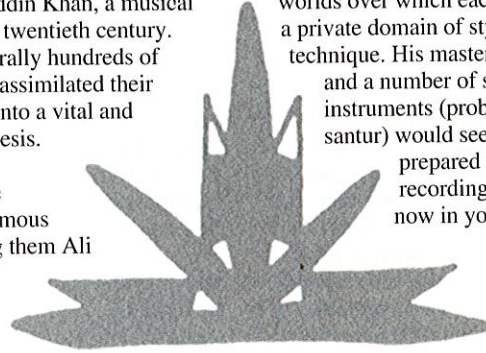 uddin Khan, a musical
twentieth century.
rally hundreds of
assimilated their
nto a vital and
esis.
mous
g them Ali
worlds over which eac
a private domain of st
technique. His master
and a number of s
instruments (prob
santur) would see
prepared
recording
now in yo